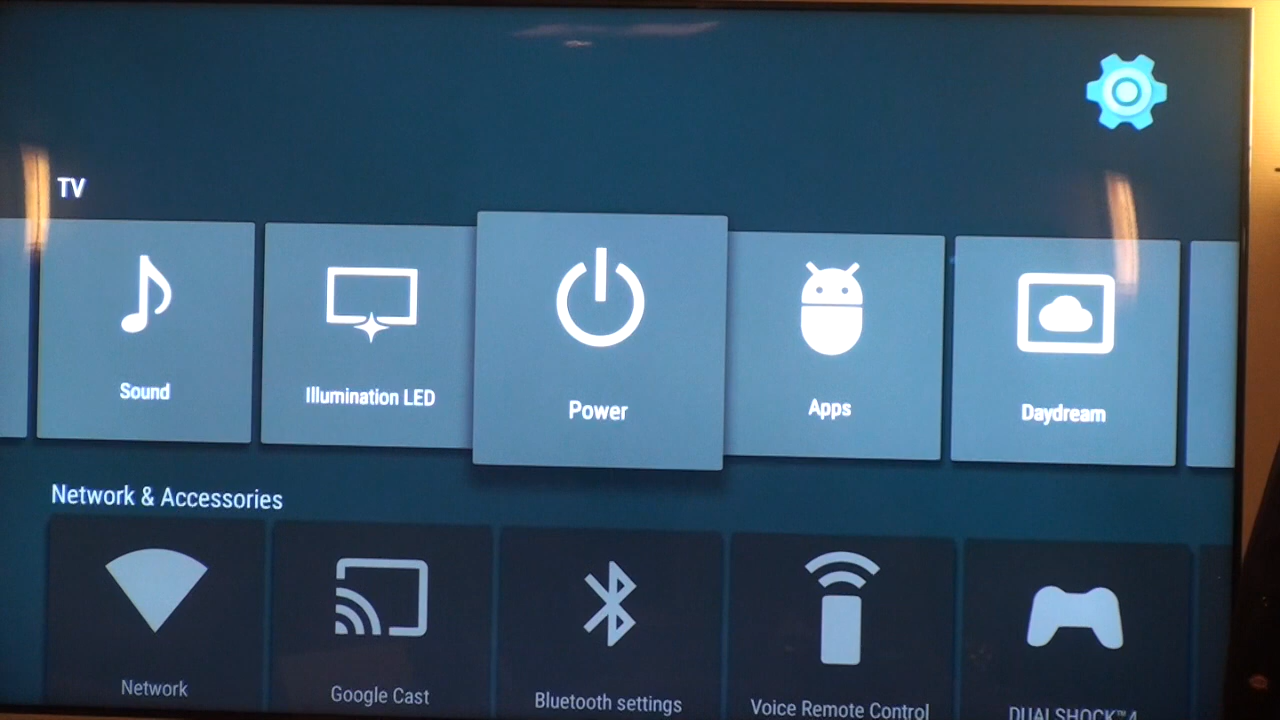 TV
Sound
Illumination LED
Power
Apps
Daydream
Network & Accessories
Network
Google Cast
Bluetooth settings
Voice Remote Control
DUALSHOCK™4